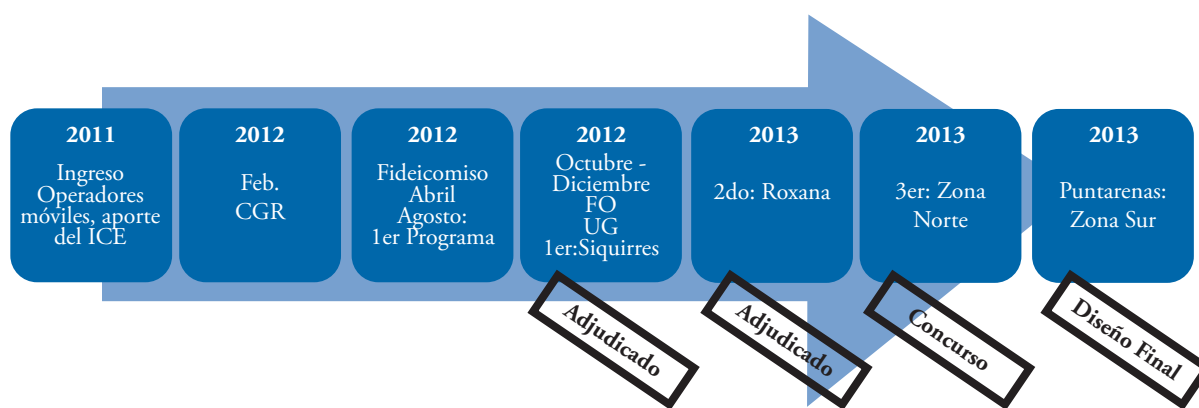 2011
Ingreso
Operadores
móviles, aporte
del ICE
2012
Feb.
CGR
2012
Fideicomiso
Abril
Agosto:
1er Programa
2012
Octubre -
Diciembre
FO
UG
1er:Siquirres
Adjudicado
2013
2do: Roxana
Adjudicado
2013
3er: Zona
Norte
Concurso
2013
Puntarenas:
Zona Sur
Diseño Final